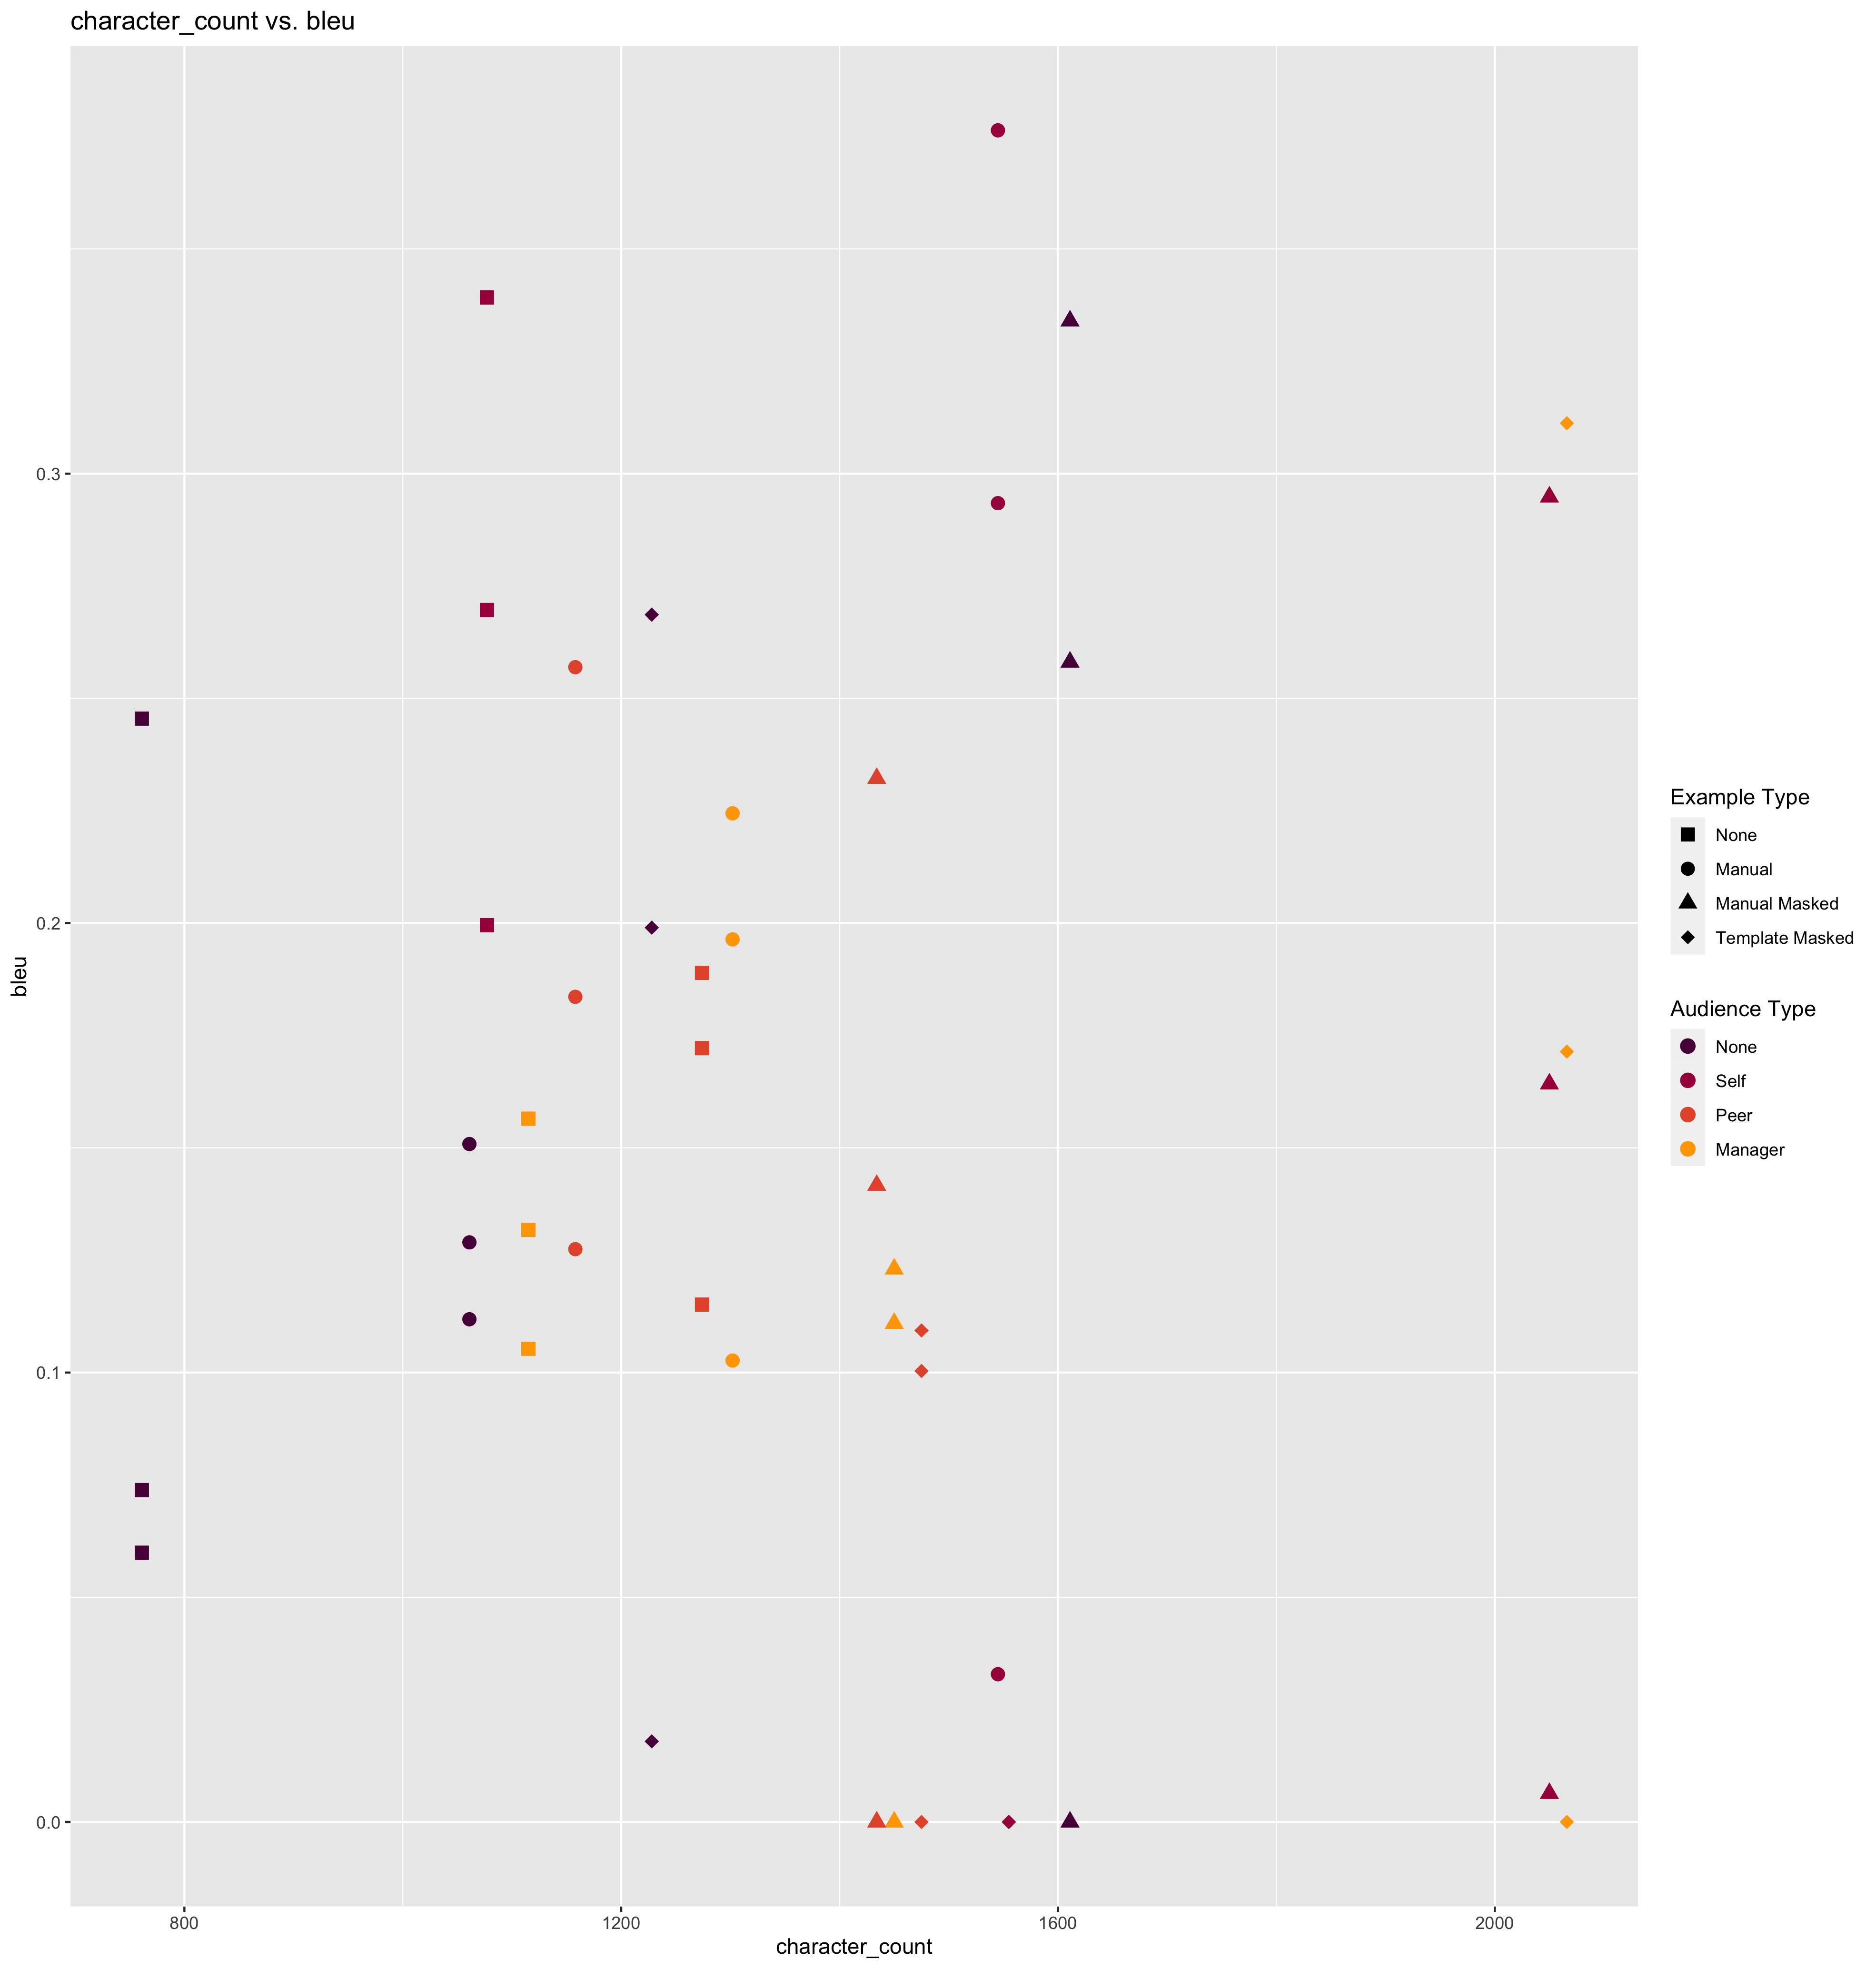 character_count vs. bleu
0.3
0.2
0.1
0.0
bleu
800
1200
1600
2000
character_count
Example Type
None
Manual
Manual Masked
Template Masked
Audience Type
None
Self
Peer
Manager